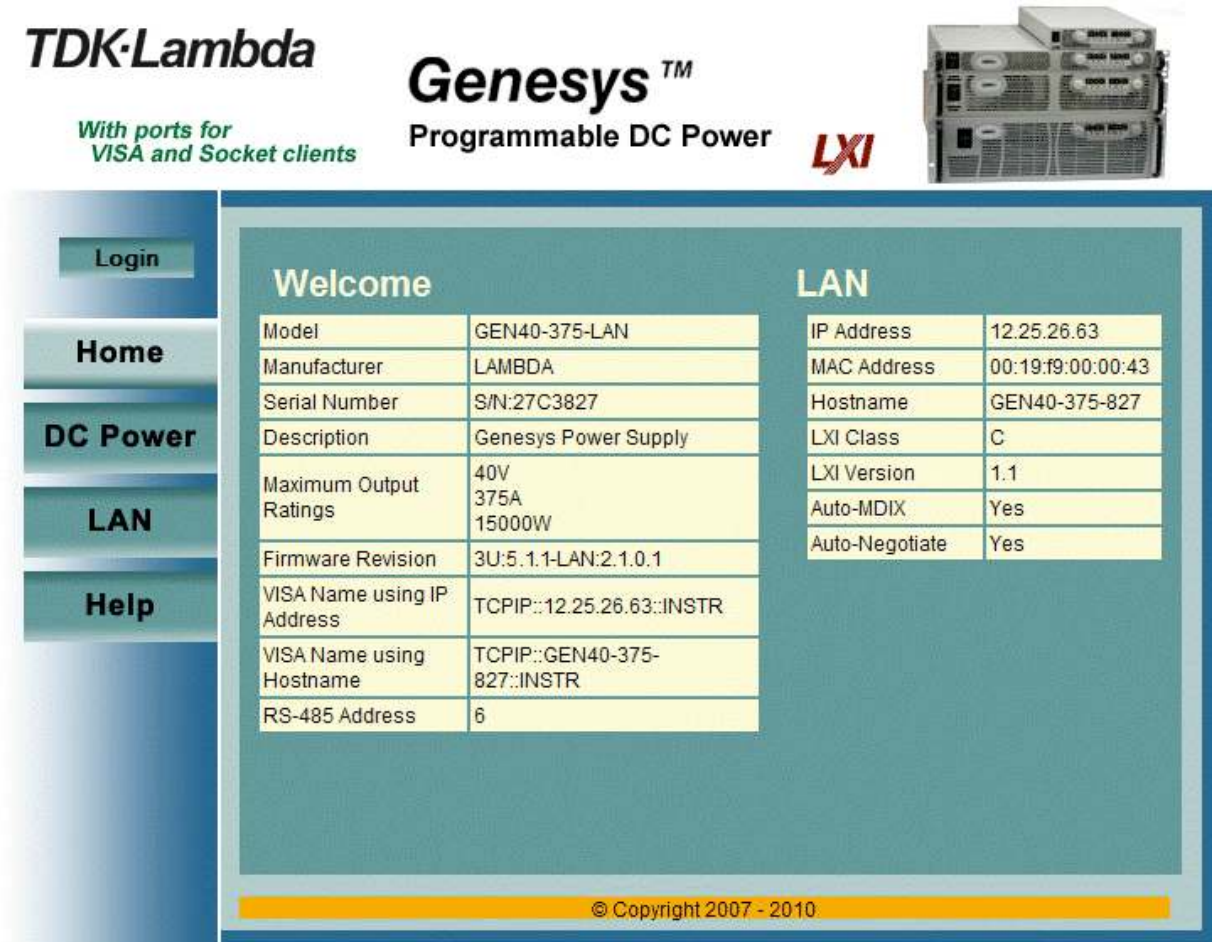 TDK·Lambda
With ports for
VISA and Socket clients
Genesys™
Programmable DC Power
LXI
Login
Home
DC Power
LAN
Help
Welcome
Model GEN40-375-LAN
Manufacturer LAMBDA
Serial Number S/N:27C3827
Description Genesys Power Supply
Maximum Output
Ratings
40V
375A
15000W
Firmware Revision 3U:5.1.1-LAN:2.1.0.1
VISA Name using IP
Address
TCPIP::12.25.26.63::INSTR
VISA Name using
Hostname
TCPIP::GEN40-375-
827::INSTR
RS-485 Address 6
LAN
IP Address 12.25.26.63
MAC Address 00:19:f9:00:00:43
Hostname GEN40-375-827
LXI Class C
LXI Version 1.1
Auto-MDIX Yes
Auto-Negotiate Yes
© Copyright 2007 - 2010